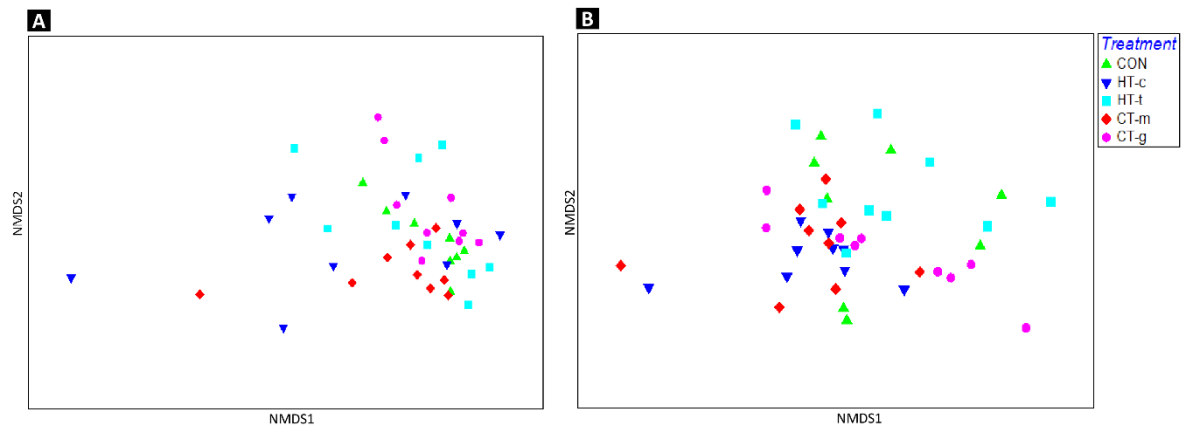 A
NMDS2
NMDS1
B
NMDS2
NMDS1
Treatment
CON
HT-c
HT-t
CT-m
CT-g